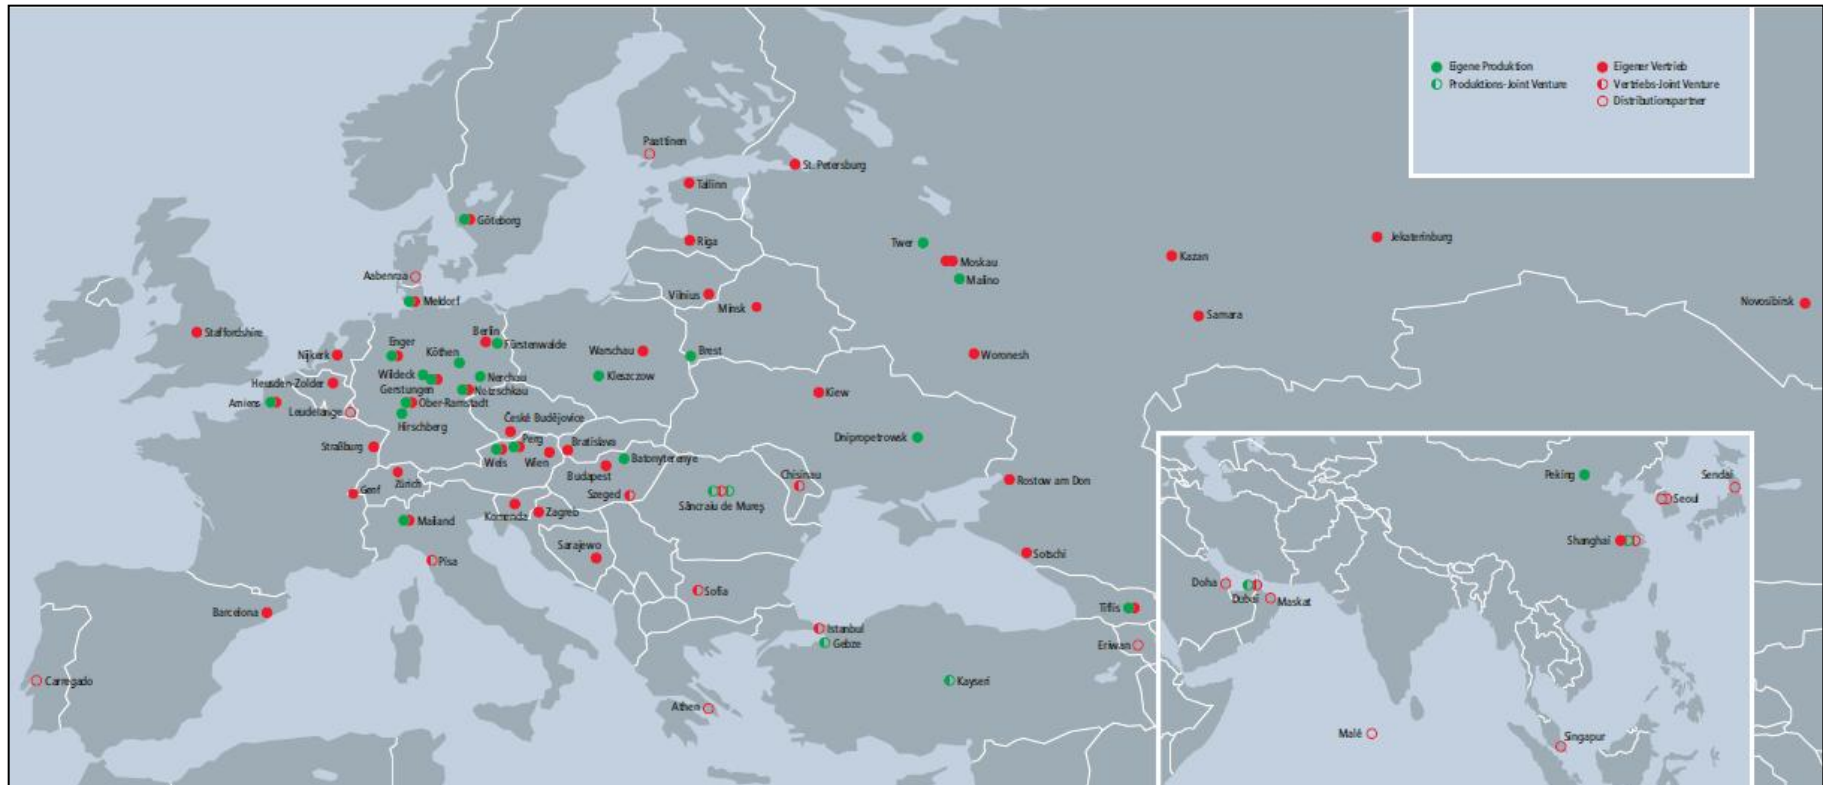 Eigene Produktion
Produktions-Joint Venture
Eigener Vertrieb
Vertriebs-Joint Venture
Distributionspartner
Paattinen
St. Petersburg
Tallinn
Göteborg
Riga
Twer
Moskau
Malino
Kazan
Jekaterinburg
Aabenraa
Meldorf
Vilnius
Minsk
Samara
Novosibirsk
Staffordshire
Nijkerk
Enger
Berlin
Fürstenwalde
Köthen
Warschau
Brest
Woronesh
Heusden-Zolder
Wildeck
Gerstungen
Nerchau
Netzschkau
Kleszczow
Kiew
Amiens
Leudelange
Ober-Ramstadt
Hirschberg
České Budějovice
Dnipropetrowsk
Straßburg
Perg
Wels
Wien
Bratislava
Batonyterenye
Budapest
Zürich
Genf
Szeged
Chisinau
Sâncraiu de Mureș
Rostow am Don
Komenda
Zagreb
Mailand
Sarajewo
Sotschi
Pisa
Sofia
Barcelona
Tiflis
Istanbul
Gebze
Eriwan
Carregado
Kayseri
Athen
Peking
Sendai
Seoul
Shanghai
Doha
Dubai
Maskat
Malé
Singapur